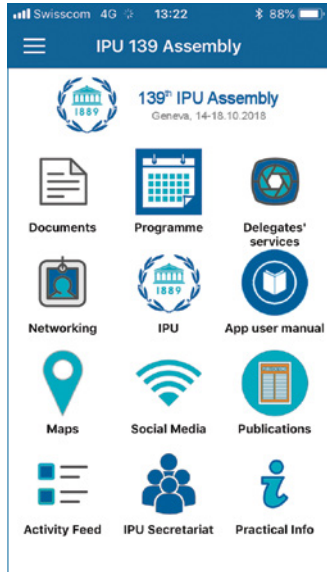 Swisscom 4G 13:22 88%
IPU 139 Assembly
1889
139th IPU Assembly
Geneva, 14-18.10.2018
Documents
Programme
Delegates'
services
Networking
1889
IPU
App user manual
Maps
Social Media
Publications
Activity Feed
IPU Secretariat
Practical Info